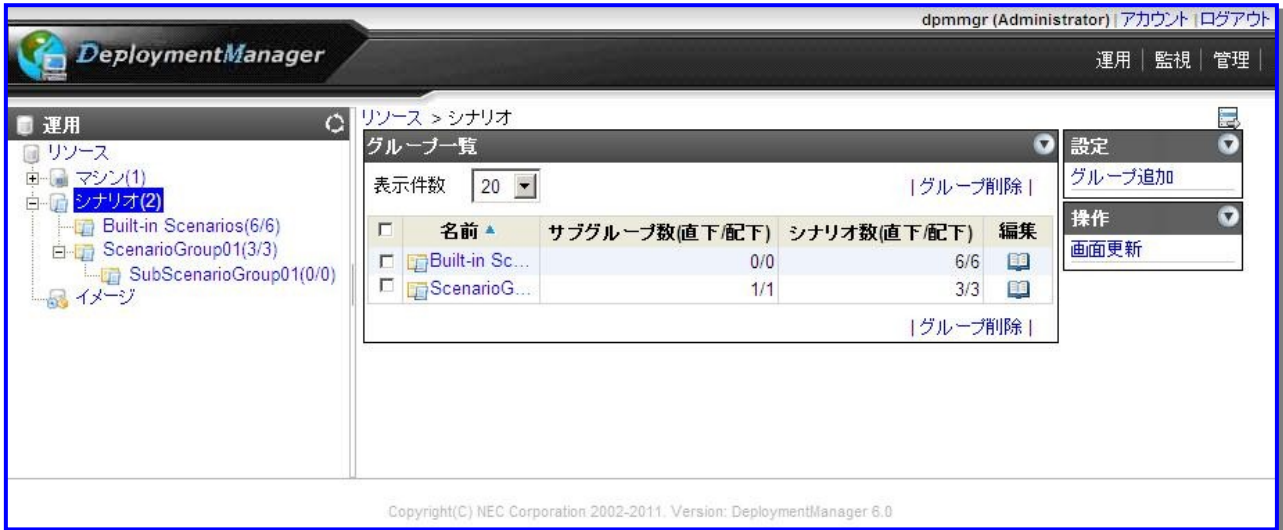 dpmmgr (Administrator) | アカウント | ログアウト
DeploymentManager
運用 | 監視 | 管理 |
運用
リソース
マシン(1)
シナリオ(2)
Built-in Scenarios(6/6)
ScenarioGroup01(3/3)
SubScenarioGroup01(0/0)
イメージ
リソース > シナリオ
グループ一覧
表示件数 20 | グループ削除 |
名前 サブグループ数(直下/配下) シナリオ数(直下/配下) 編集
Built-in Sc... 0/0 6/6
ScenarioG... 1/1 3/3
| グループ削除 |
設定
グループ追加
操作
画面更新
Copyright(C) NEC Corporation 2002-2011. Version: DeploymentManager 6.0